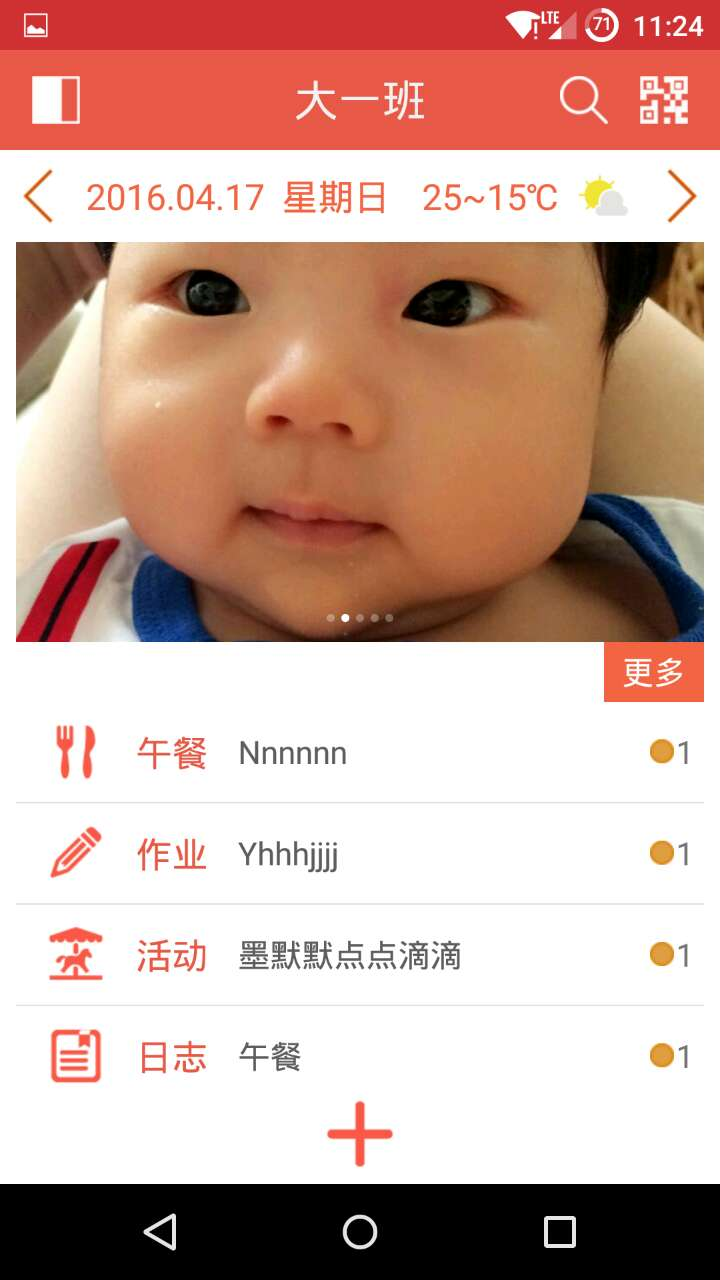 LTE 71 11:24
大一班
2016.04.17 星期日 25~15℃
更多
午餐 Nnnnnn 1
作业 Yhhhjjjj 1
活动 墨默默点点滴滴 1
日志 午餐 1